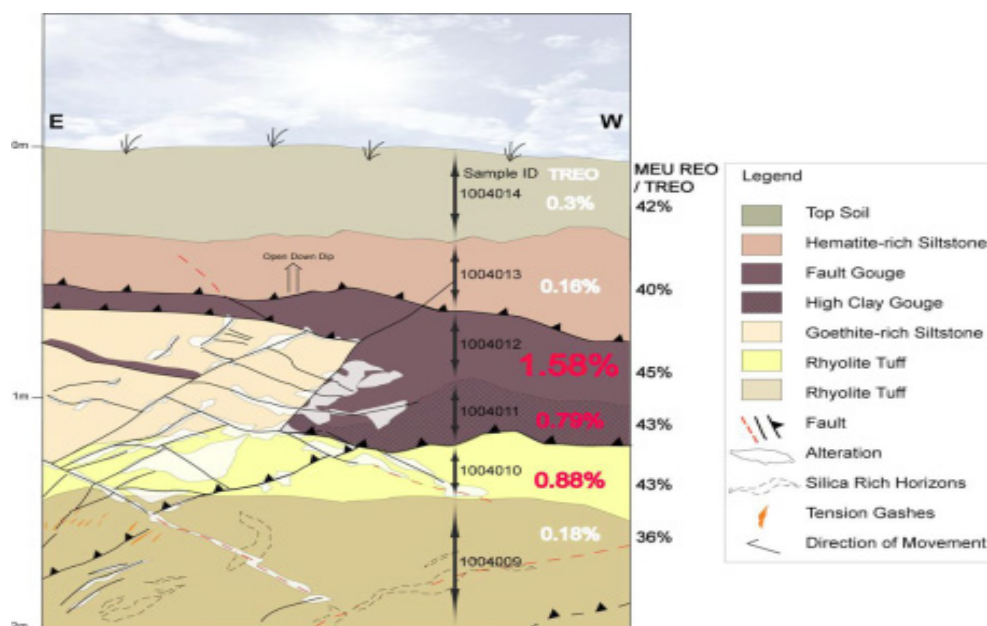 E
W
0m
Sample ID
TREO
MEU REO
/ TREO
1004014
0.3%
42%
Open Down Dip
1004013
0.16%
40%
1004012
1.58%
45%
1m
1004011
0.79%
43%
1004010
0.88%
43%
0.18%
36%
1004009
2m
Legend
Top Soil
Hematite-rich Siltstone
Fault Gouge
High Clay Gouge
Goethite-rich Siltstone
Rhyolite Tuff
Rhyolite Tuff
Fault
Alteration
Silica Rich Horizons
Tension Gashes
Direction of Movement